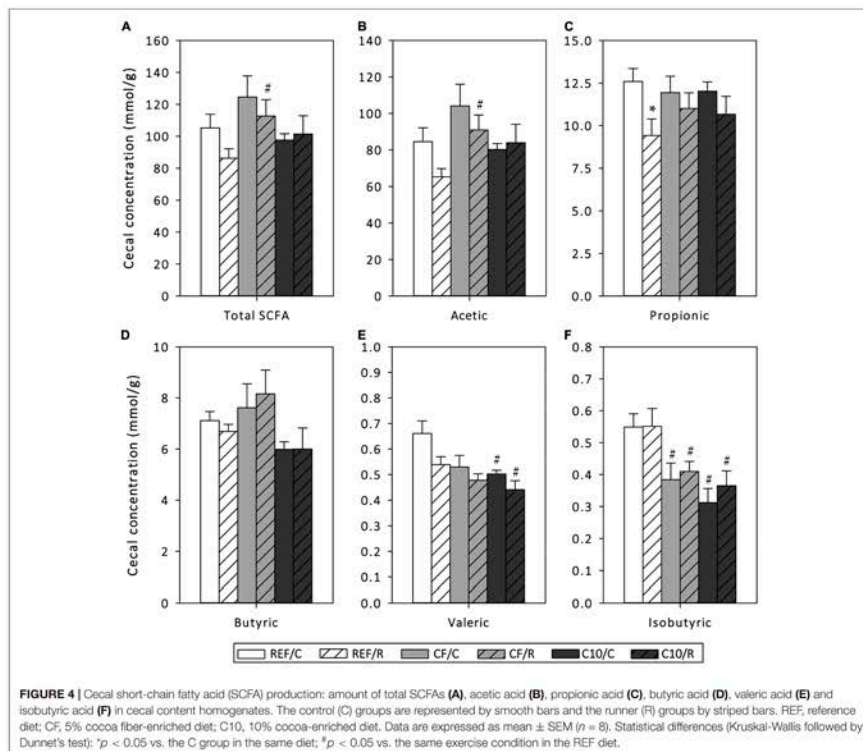 A
B
C
Cecal concentration (mmol/g)
160
140
120
100
80
60
40
20
0
#
Total SCFA
140
120
100
80
60
40
20
0
#
Acetic
15.0
12.5
10.0
7.5
5.0
2.5
0.0
*
Propionic
D
E
F
Cecal concentration (mmol/g)
10
8
6
4
2
0
Butyric
1.0
0.9
0.8
0.7
0.6
0.5
0.4
0.3
0.2
0.1
0.0
# #
Valeric
0.8
0.7
0.6
0.5
0.4
0.3
0.2
0.1
0.0
# # # #
Isobutyric
REF/C REF/R CF/C CF/R C10/C C10/R
FIGURE 4 | Cecal short-chain fatty acid (SCFA) production: amount of total SCFAs (A), acetic acid (B), propionic acid (C), butyric acid (D), valeric acid (E) and
isobutyric acid (F) in cecal content homogenates. The control (C) groups are represented by smooth bars and the runner (R) groups by striped bars. REF, reference
diet; CF, 5% cocoa fiber-enriched diet; C10, 10% cocoa-enriched diet. Data are expressed as mean ± SEM (n = 8). Statistical differences (Kruskal-Wallis followed by
Dunnet's test): *p < 0.05 vs. the C group in the same diet; #p < 0.05 vs. the same exercise condition in the REF diet.